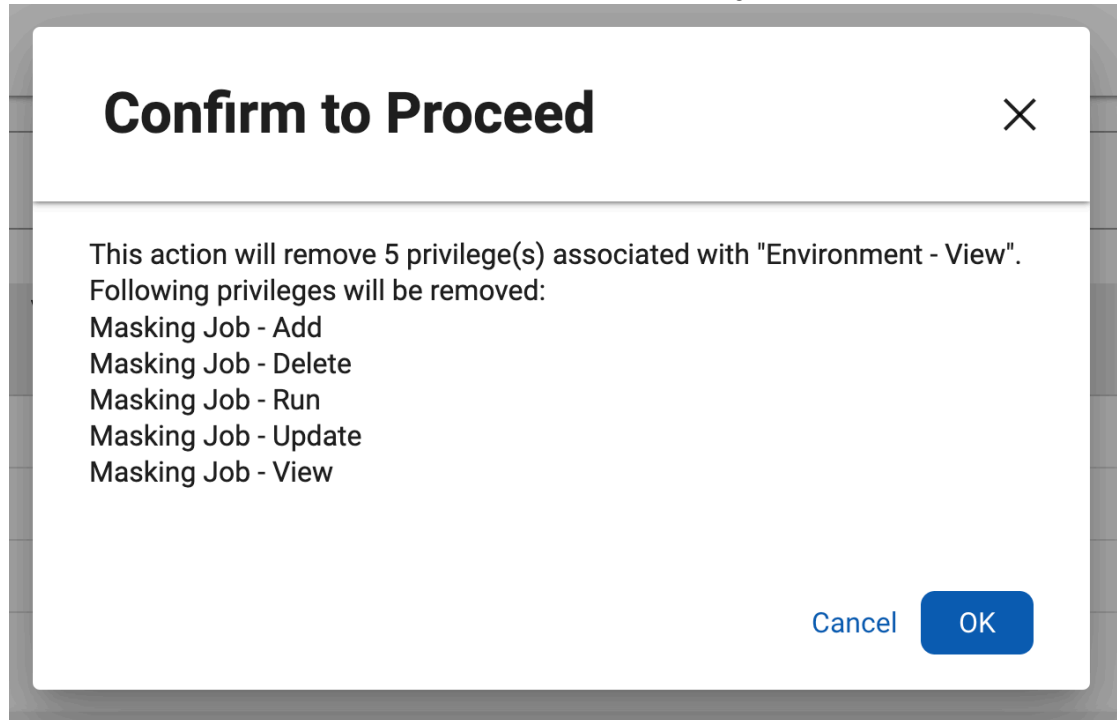 Confirm to Proceed
This action will remove 5 privilege(s) associated with "Environment - View".
Following privileges will be removed:
Masking Job - Add
Masking Job - Delete
Masking Job - Run
Masking Job - Update
Masking Job - View
Cancel OK